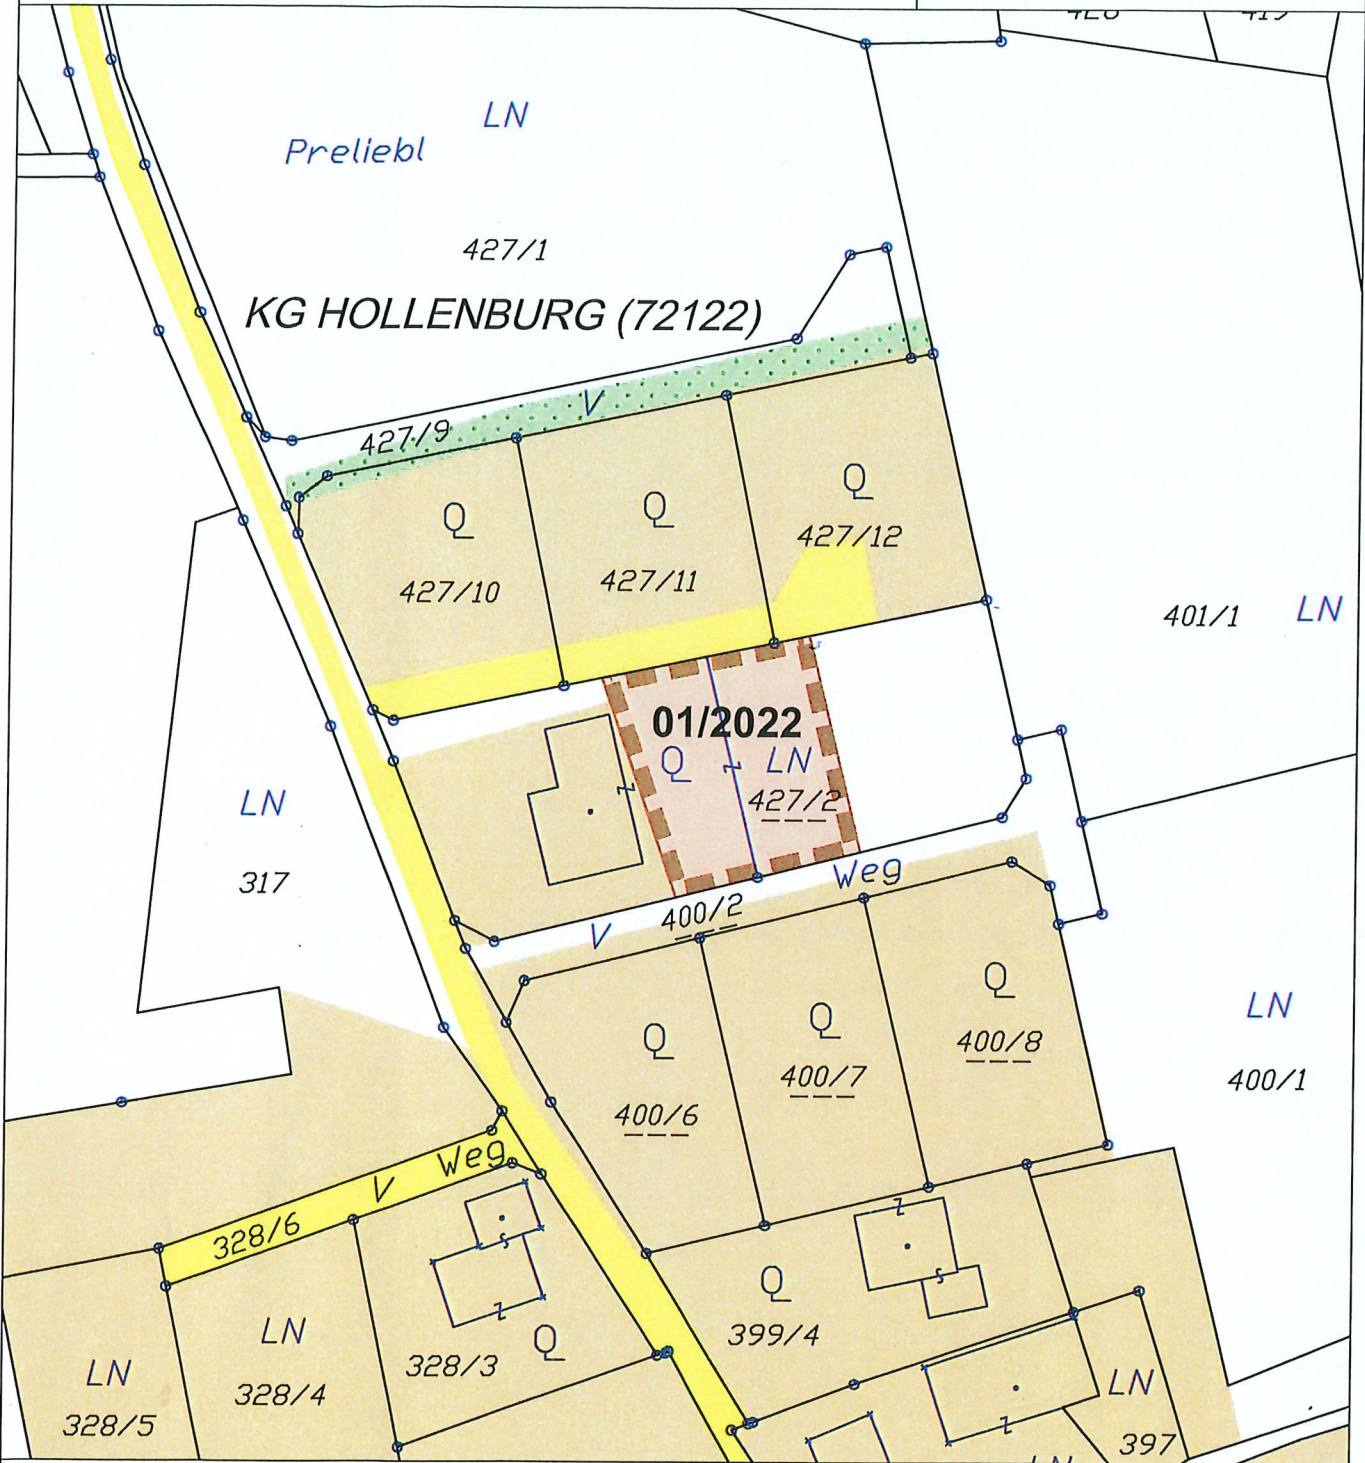 LN
Preliebl
427/1
KG HOLLENBURG (72122)
V
427/9
Q
427/10
Q
427/11
Q
427/12
401/1
LN
01/2022
Q
LN
427/2
LN
317
Weg
400/2
V
Q
400/6
Q
400/7
Q
400/8
LN
400/1
Weg
V
328/6
Q
399/4
LN
328/5
LN
328/4
328/3
Q
LN
397